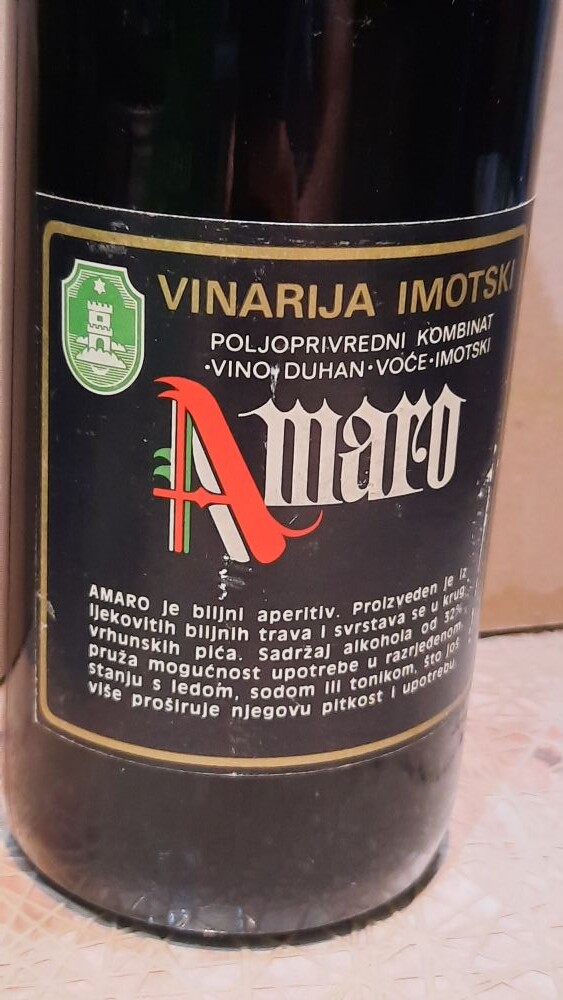 VINARIJA IMOTSKI
POLJOPRIVREDNI KOMBINAT
·VINO·DUHAN·VOĆE·IMOTSKI
Amaro
AMARO je biljni aperitiv. Proizveden je iz
ljekovitih biljnih trava i svrstava se u krug
vrhunskih pića. Sadržaj alkohola od 32%
pruža mogućnost upotrebe u razrjeđenom
stanju s ledom, sodom ili tonikom, što još
više proširuje njegovu pitkost i upotrebu.